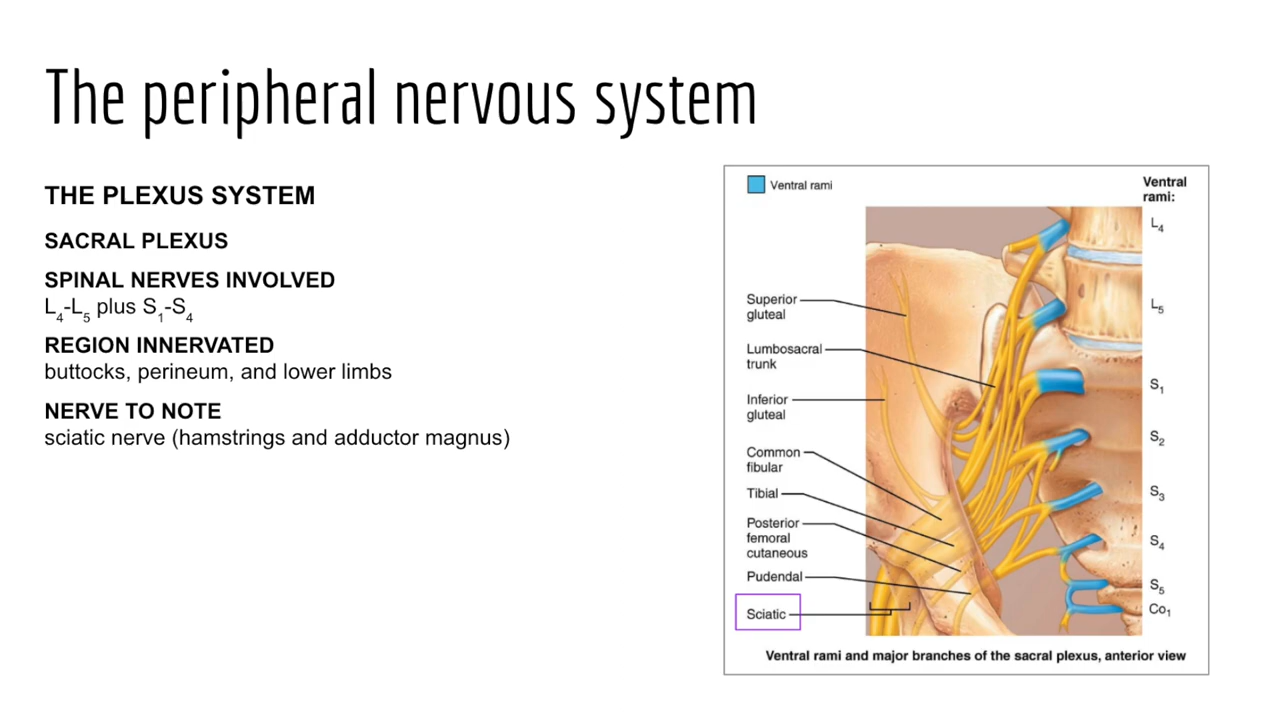 The peripheral nervous system
THE PLEXUS SYSTEM
SACRAL PLEXUS
SPINAL NERVES INVOLVED
L4-L5 plus S1-S4
REGION INNERVATED
buttocks, perineum, and lower limbs
NERVE TO NOTE
sciatic nerve (hamstrings and adductor magnus)
Ventral rami
Ventral
rami:
L4
L5
S1
S2
S3
S4
S5
Co1
Superior
gluteal
Lumbosacral
trunk
Inferior
gluteal
Common
fibular
Tibial
Posterior
femoral
cutaneous
Pudendal
Sciatic
Ventral rami and major branches of the sacral plexus, anterior view